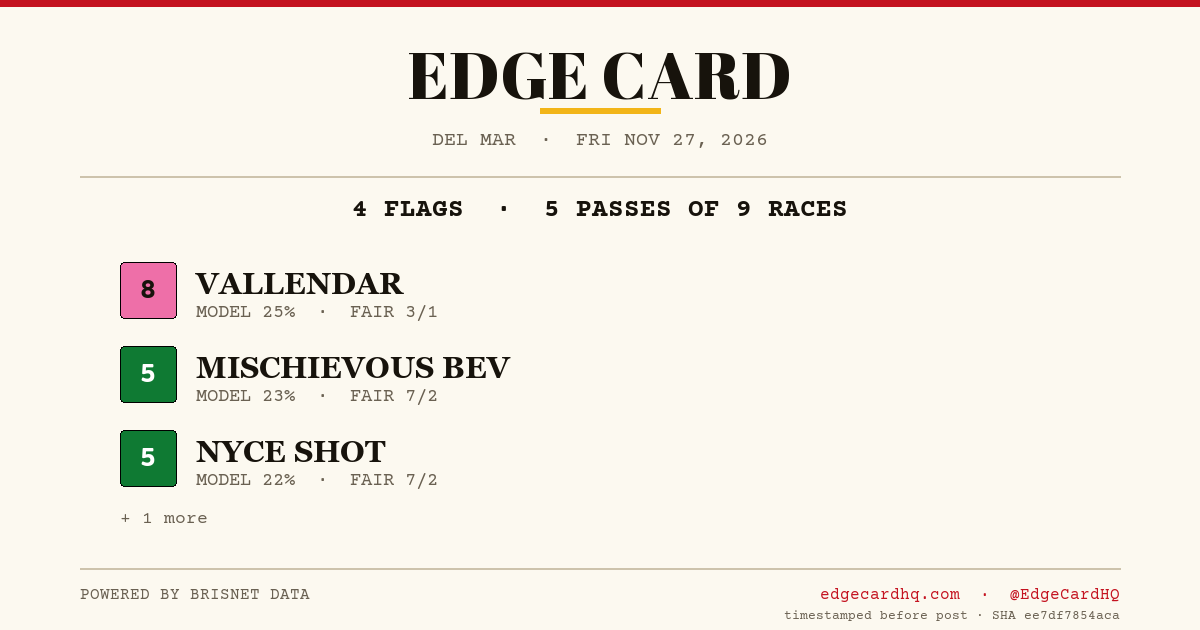 EDGE CARD
DEL MAR · FRI NOV 27, 2026
4 FLAGS · 5 PASSES OF 9 RACES
8 VALLENDAR
MODEL 25% · FAIR 3/1
5 MISCHIEVOUS BEV
MODEL 23% · FAIR 7/2
5 NYCE SHOT
MODEL 22% · FAIR 7/2
+ 1 more
POWERED BY BRISNET DATA
edgecardhq.com · @EdgeCardHQ
timestamped before post · SHA ee7df7854aca